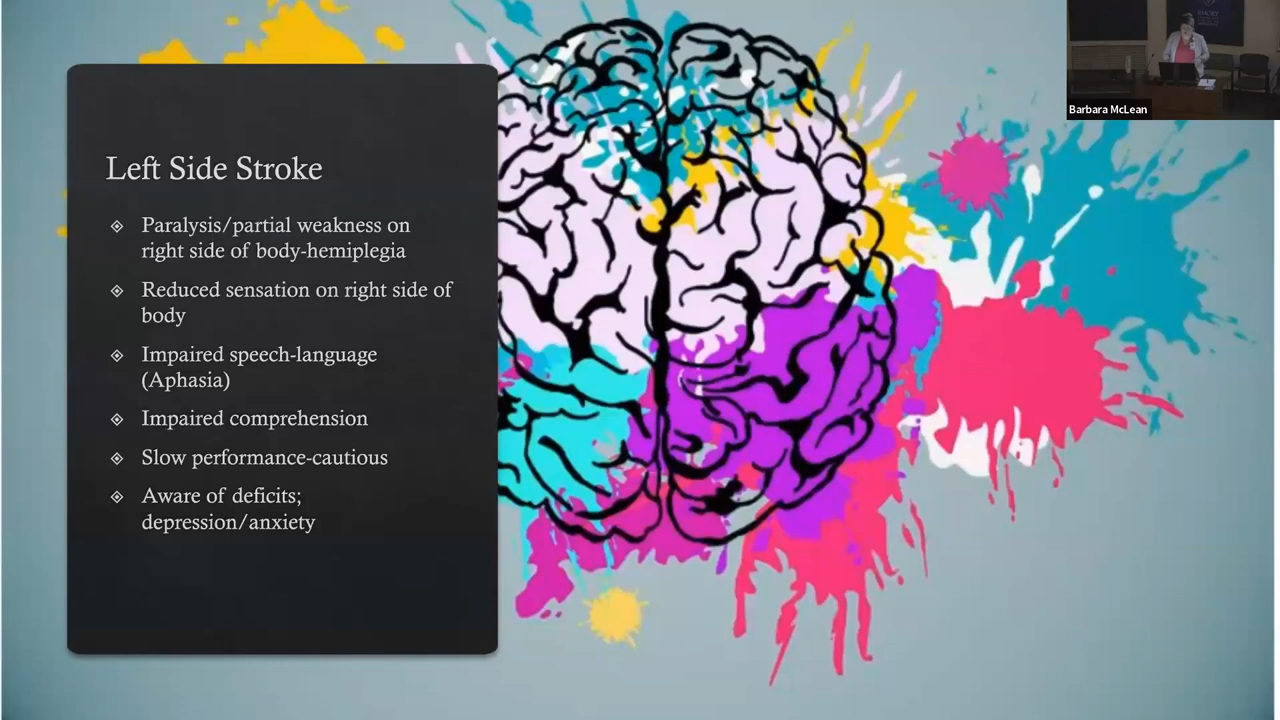 Left Side Stroke
Paralysis/partial weakness on
right side of body-hemiplegia
Reduced sensation on right side of
body
Impaired speech-language
(Aphasia)
Impaired comprehension
Slow performance-cautious
Aware of deficits;
depression/anxiety
EMORY
Barbara McLean